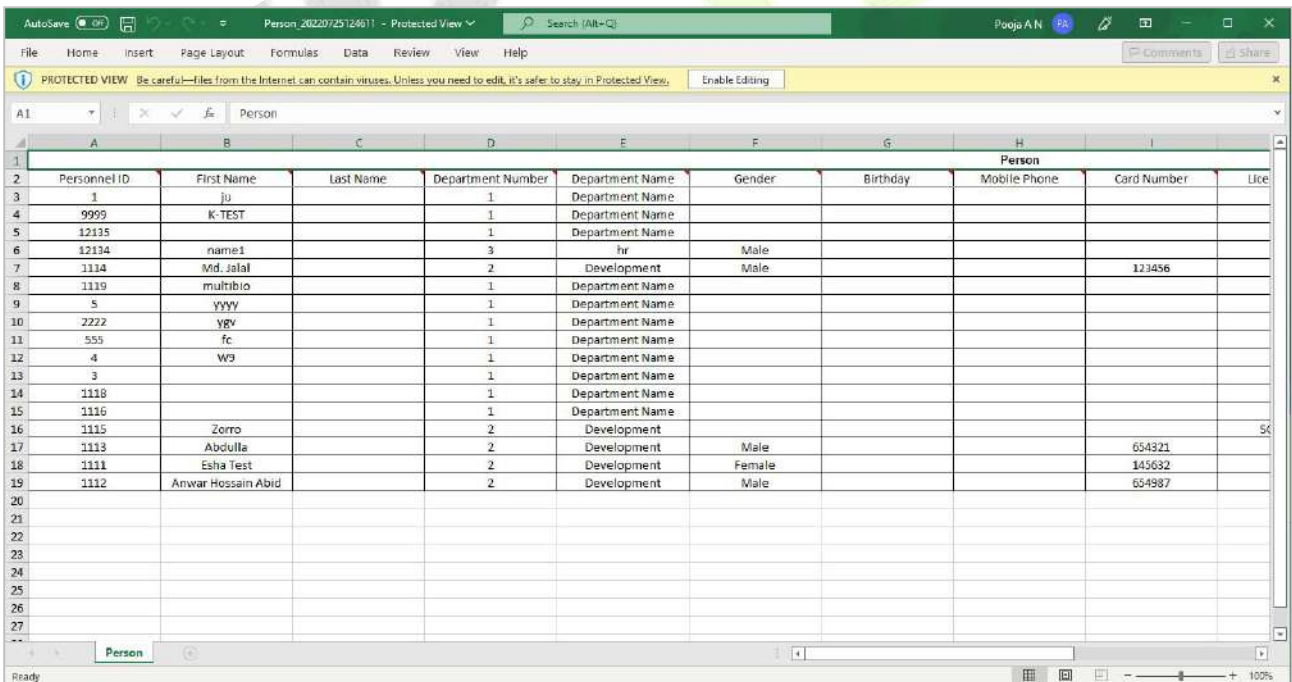 AutoSave Off Person_20220725124611 - Protected View Search (Alt+Q) Pooja A N PA
File Home Insert Page Layout Formulas Data Review View Help Comments Share
PROTECTED VIEW Be careful—files from the Internet can contain viruses. Unless you need to edit, it's safer to stay in Protected View. Enable Editing
A1 fx Person
A B C D E F G H I
1 Person
2 Personnel ID First Name Last Name Department Number Department Name Gender Birthday Mobile Phone Card Number Lice
3 1 ju 1 Department Name
4 9999 K-TEST 1 Department Name
5 12135 1 Department Name
6 12134 name1 3 hr Male
7 1114 Md. Jalal 2 Development Male 123456
8 1119 multibio 1 Department Name
9 5 yyyy 1 Department Name
10 2222 ygv 1 Department Name
11 555 fc 1 Department Name
12 4 W9 1 Department Name
13 3 1 Department Name
14 1118 1 Department Name
15 1116 1 Department Name
16 1115 Zorro 2 Development
17 1113 Abdulla 2 Development Male 654321
18 1111 Esha Test 2 Development Female 145632
19 1112 Anwar Hossain Abid 2 Development Male 654987
20
21
22
23
24
25
26
27
Person
Ready 100%